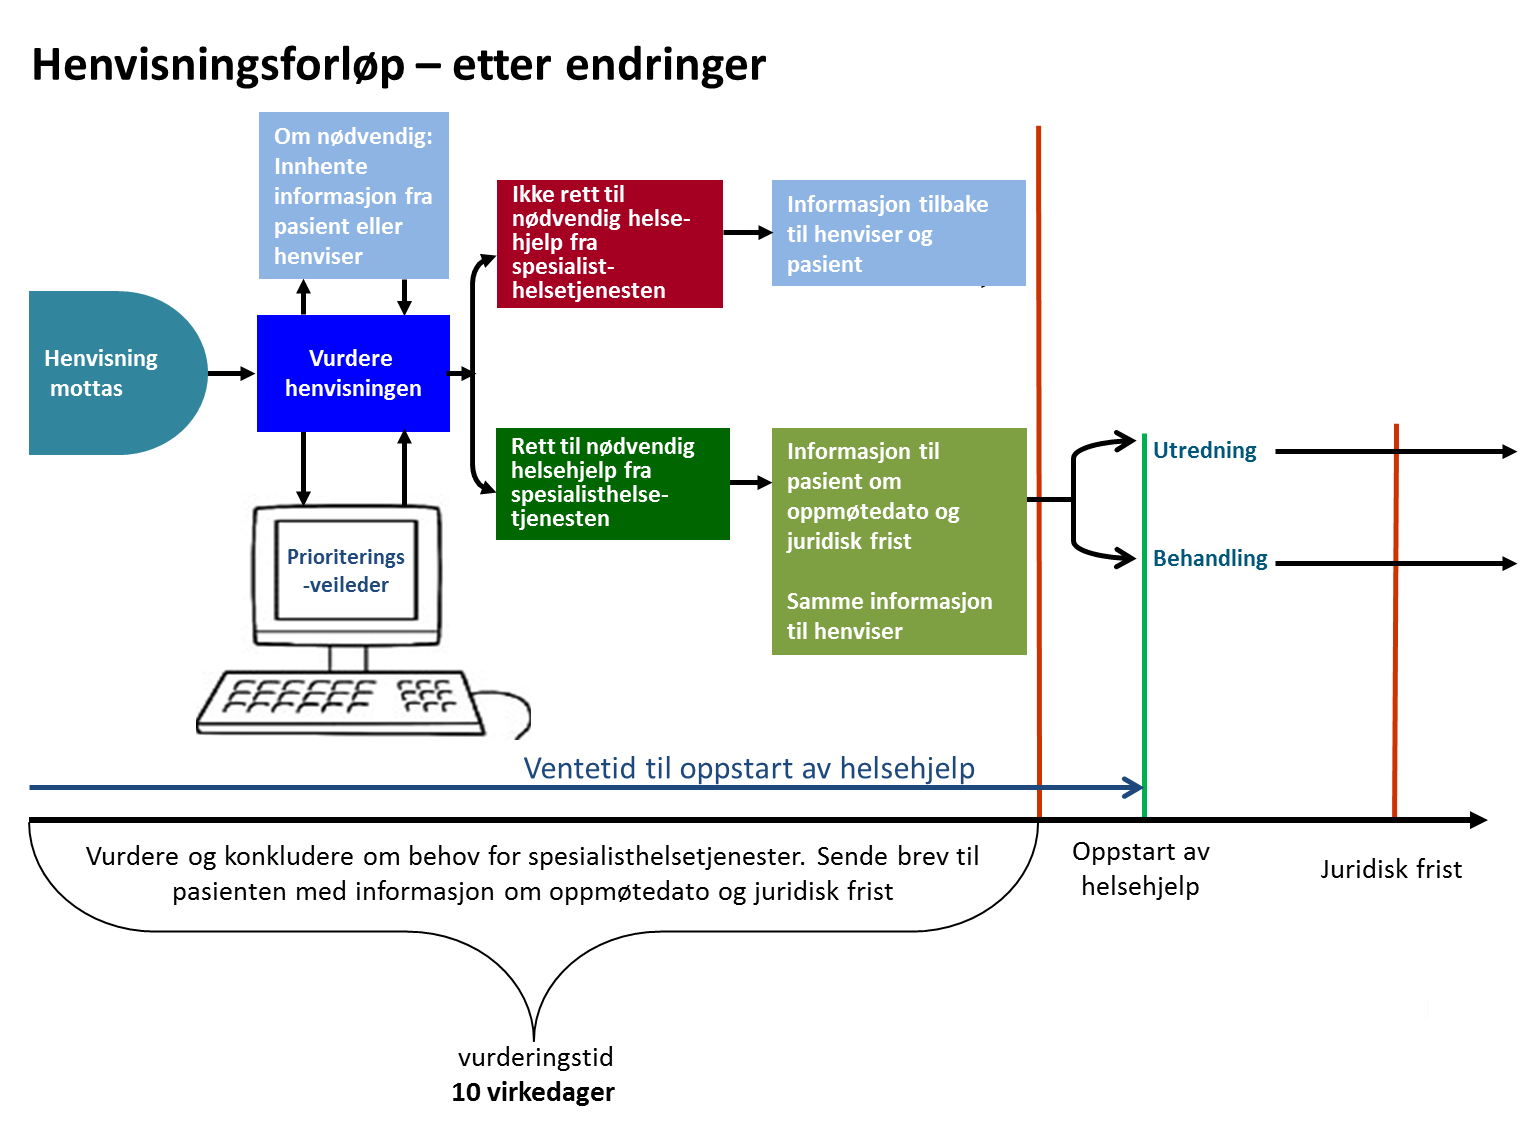 Henvisningsforløp – etter endringer
Om nødvendig:
Innhente
informasjon fra
pasient eller
henviser
Ikke rett til
nødvendig helse-
hjelp fra
spesialist-
helsetjenesten
Informasjon tilbake
til henviser og
pasient
Henvisning
mottas
Vurdere
henvisningen
Rett til nødvendig
helsehjelp fra
spesialisthelse-
tjenesten
Informasjon til
pasient om
oppmøtedato og
juridisk frist
Samme informasjon
til henviser
Utredning
Behandling
Prioriterings
-veileder
Ventetid til oppstart av helsehjelp
Vurdere og konkludere om behov for spesialisthelsetjenester. Sende brev til
pasienten med informasjon om oppmøtedato og juridisk frist
Oppstart av
helsehjelp
Juridisk frist
vurderingstid
10 virkedager